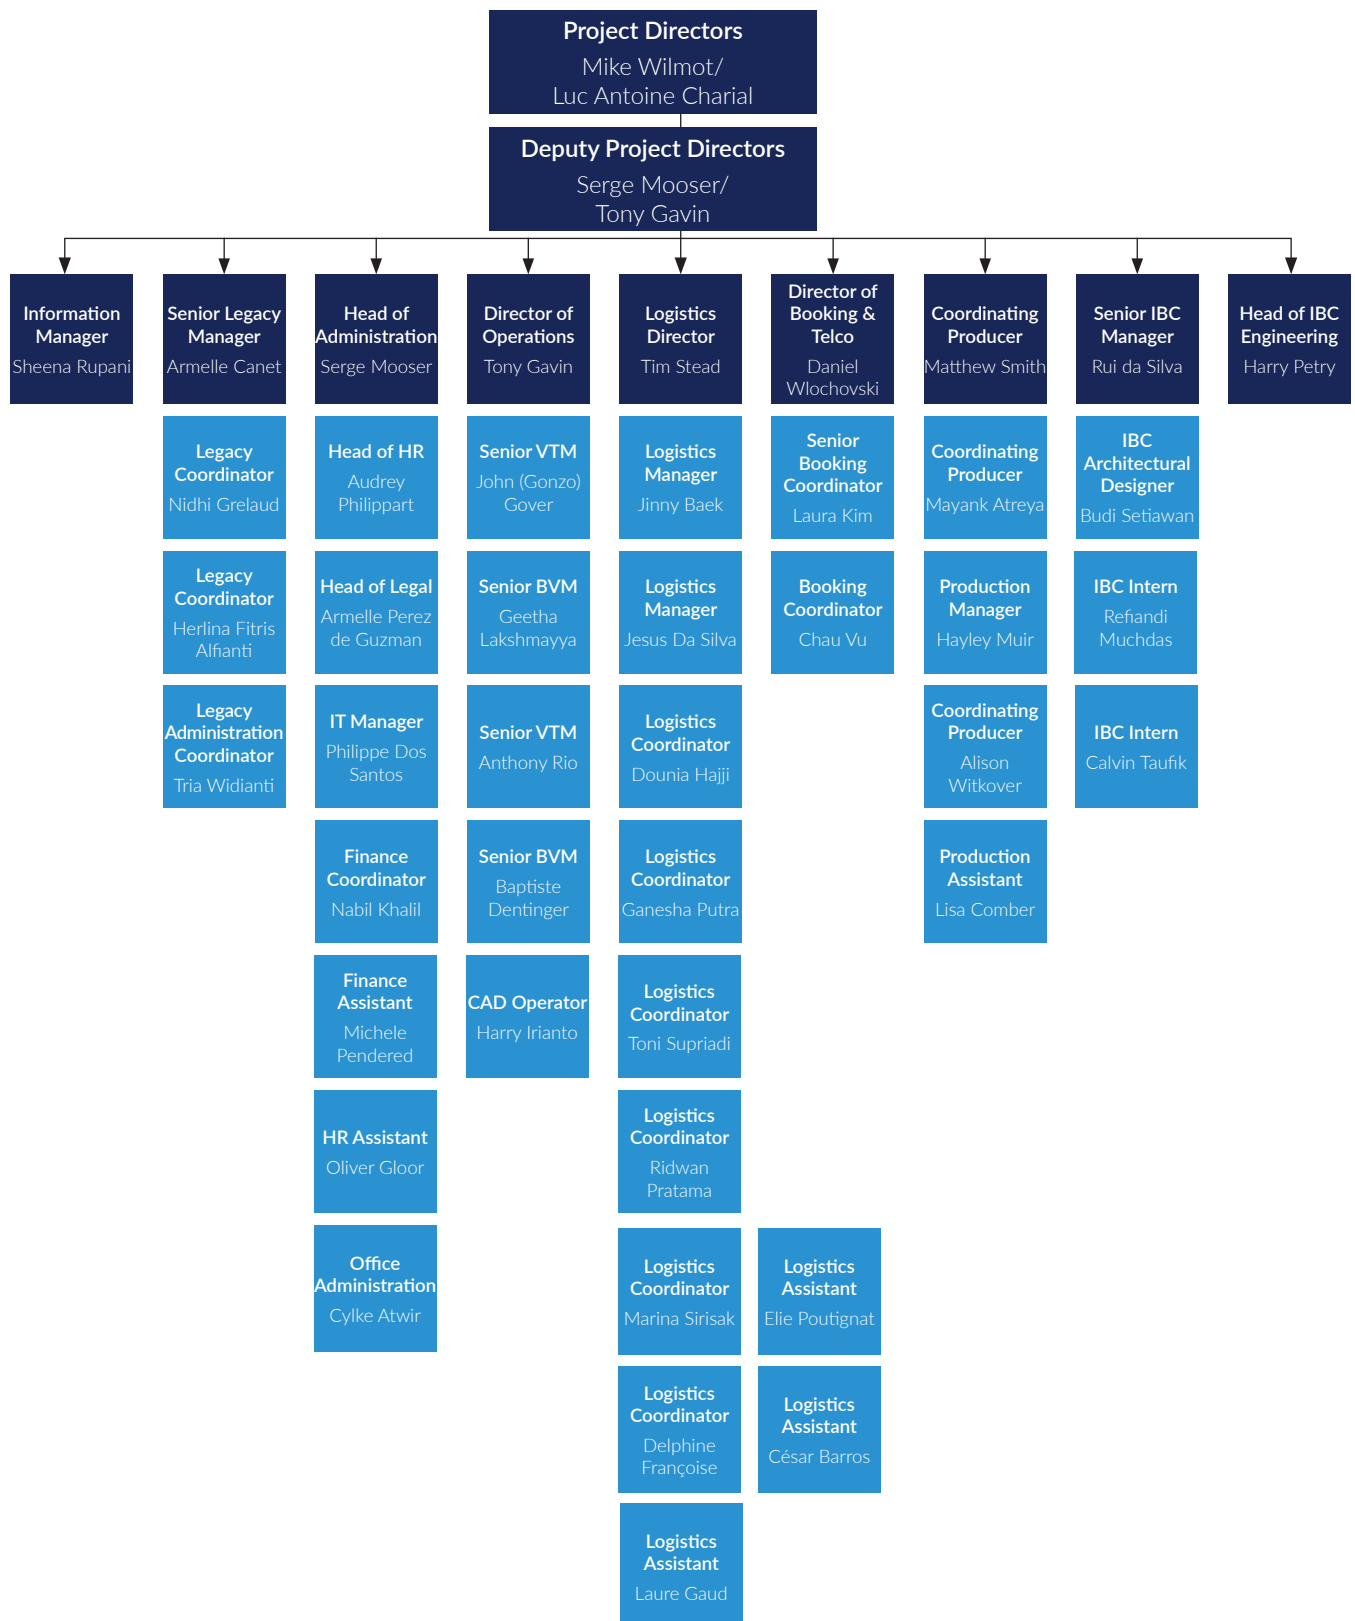 Project Directors
Mike Wilmot/
Luc Antoine Charial
Deputy Project Directors
Serge Mooser/
Tony Gavin
Information
Manager
Sheena Rupani
Senior Legacy
Manager
Armelle Canet
Head of
Administration
Serge Mooser
Director of
Operations
Tony Gavin
Logistics
Director
Tim Stead
Director of
Booking &
Telco
Daniel
Wlochovski
Coordinating
Producer
Matthew Smith
Senior IBC
Manager
Rui da Silva
Head of IBC
Engineering
Harry Petry
Legacy
Coordinator
Nidhi Grelaud
Head of HR
Audrey
Philippart
Senior VTM
John (Gonzo)
Gover
Logistics
Manager
Jinny Baek
Senior
Booking
Coordinator
Laura Kim
Coordinating
Producer
Mayank Atreya
IBC
Architectural
Designer
Budi Setiawan
Legacy
Coordinator
Herlina Fitris
Alfianti
Head of Legal
Armelle Perez
de Guzman
Senior BVM
Geetha
Lakshmayya
Logistics
Manager
Jesus Da Silva
Booking
Coordinator
Chau Vu
Production
Manager
Hayley Muir
IBC Intern
Refiandi
Muchdas
Legacy
Administration
Coordinator
Tria Widianti
IT Manager
Philippe Dos
Santos
Senior VTM
Anthony Rio
Logistics
Coordinator
Dounia Hajji
Coordinating
Producer
Alison
Witkover
IBC Intern
Calvin Taufik
Finance
Coordinator
Nabil Khalil
Senior BVM
Baptiste
Dentinger
Logistics
Coordinator
Ganesha Putra
Production
Assistant
Lisa Comber
Finance
Assistant
Michele
Pendered
CAD Operator
Harry Irianto
Logistics
Coordinator
Toni Supriadi
HR Assistant
Oliver Gloor
Logistics
Coordinator
Ridwan
Pratama
Office
Administration
Cylke Atwir
Logistics
Coordinator
Marina Sirisak
Logistics
Assistant
Elie Poutignat
Logistics
Coordinator
Delphine
Françoise
Logistics
Assistant
César Barros
Logistics
Assistant
Laure Gaud